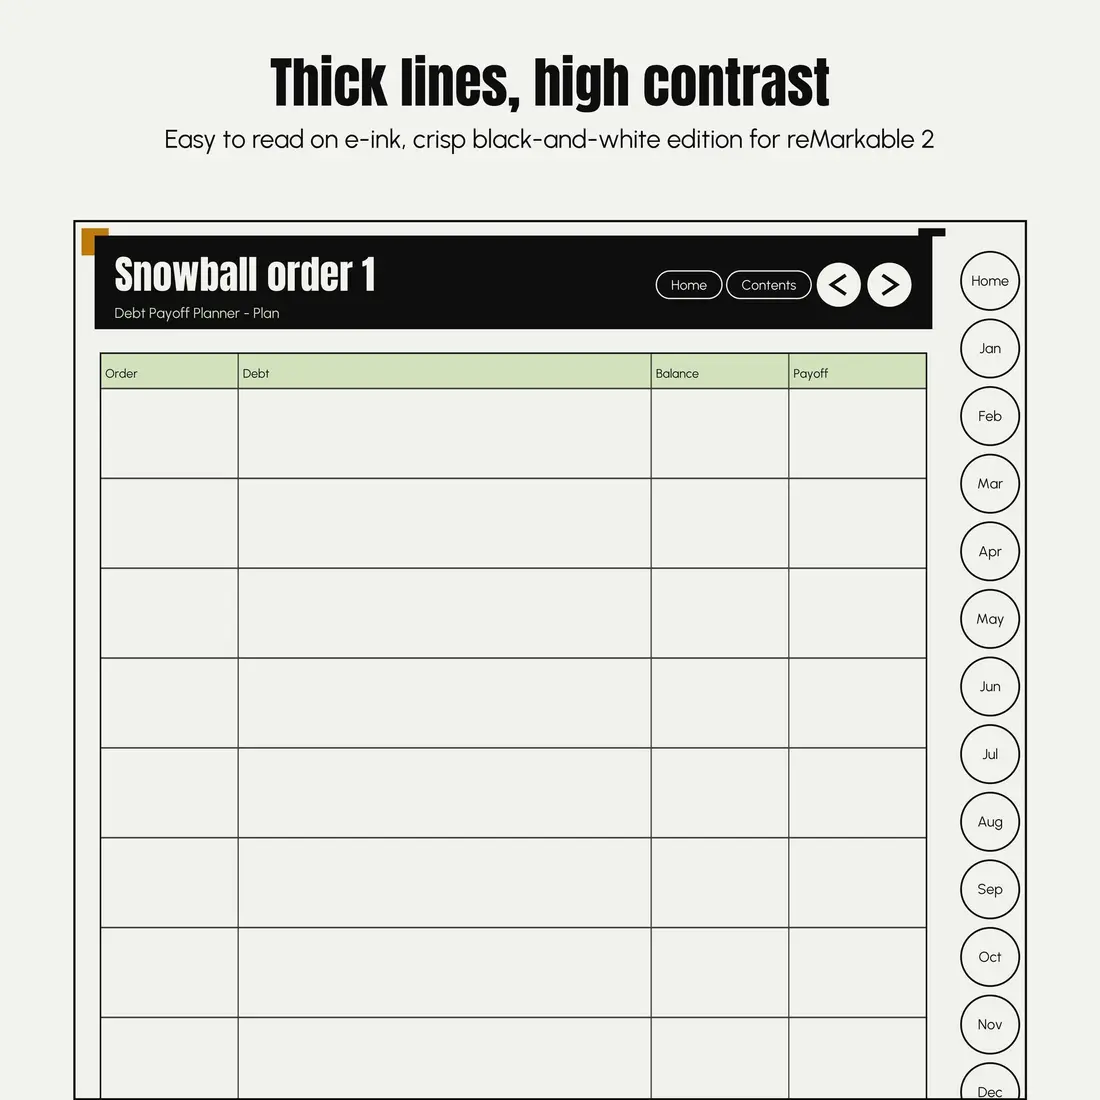 Thick lines, high contrast
Easy to read on e-ink, crisp black-and-white edition for reMarkable 2
Snowball order 1
Debt Payoff Planner - Plan
Home
Contents
<
>
Order
Debt
Balance
Payoff
Home
Jan
Feb
Mar
Apr
May
Jun
Jul
Aug
Sep
Oct
Nov
Dec